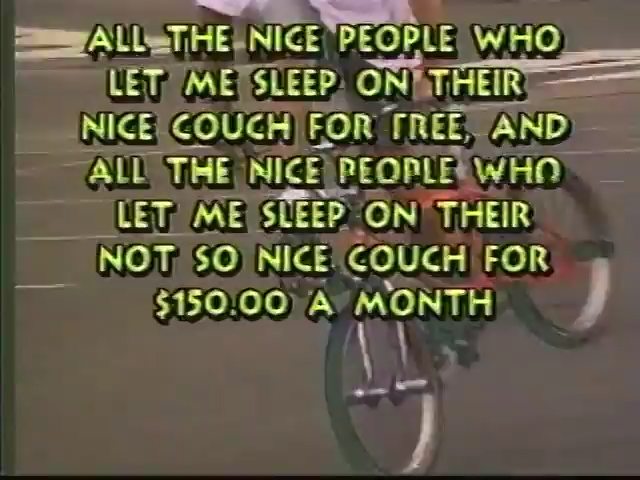 ALL THE NICE PEOPLE WHO
LET ME SLEEP ON THEIR
NICE COUCH FOR FREE, AND
ALL THE NICE PEOPLE WHO
LET ME SLEEP ON THEIR
NOT SO NICE COUCH FOR
$150.00 A MONTH